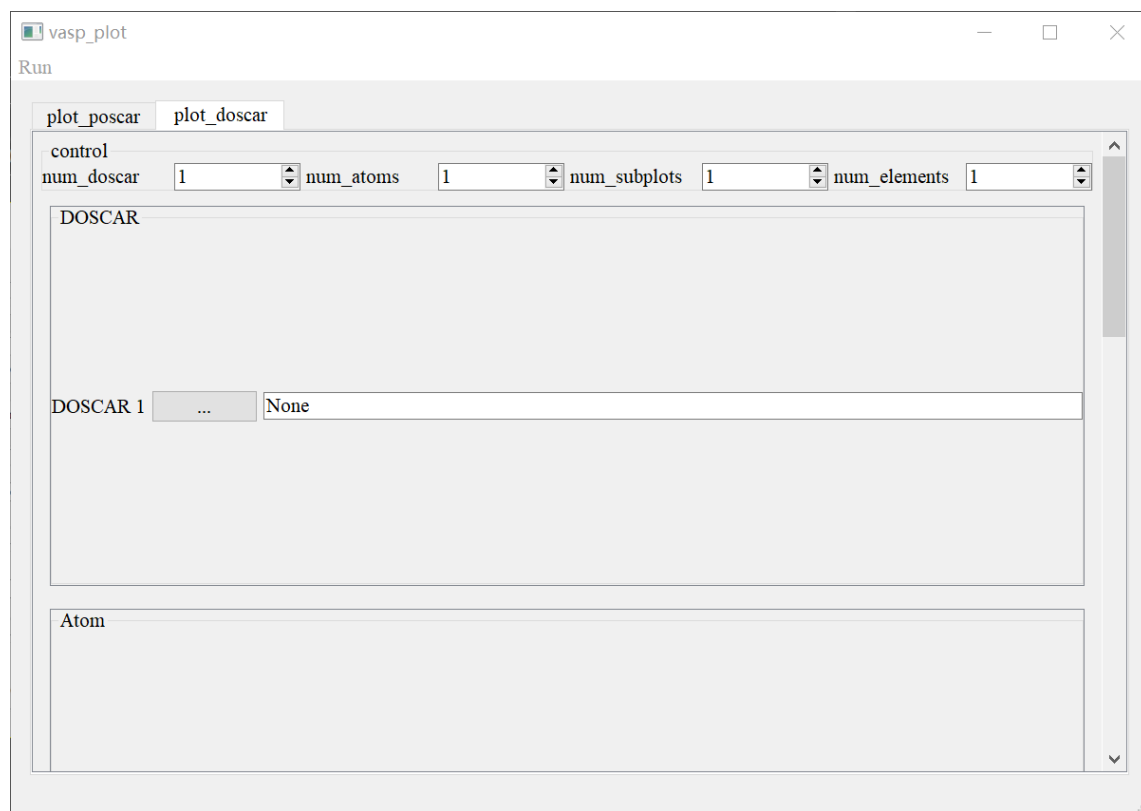 vasp_plot
Run
plot_poscar plot_doscar
control
num_doscar 1 num_atoms 1 num_subplots 1 num_elements 1
DOSCAR
DOSCAR 1 ... None
Atom